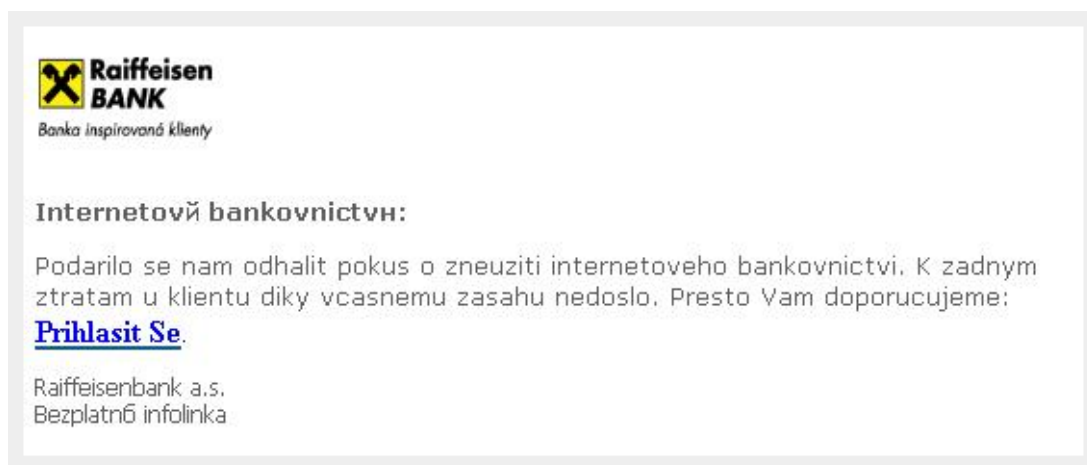 Raiffeisen
BANK
Banka inspirovaná klienty
Internetovй bankovnictvн:
Podarilo se nam odhalit pokus o zneuziti internetoveho bankovnictvi. K zadnym
ztratam u klientu diky vcasnemu zasahu nedoslo. Presto Vam doporucujeme:
Prihlasit Se.
Raiffeisenbank a.s.
Bezplatnб infolinka